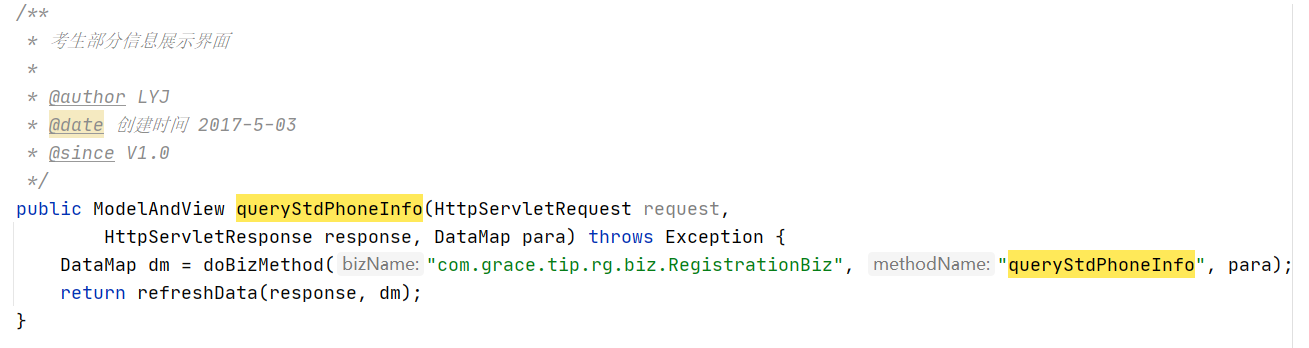 /**
 * 考生部分信息展示界面
 *
 * @author LYJ
 * @date 创建时间 2017-5-03
 * @since V1.0
 */
public ModelAndView queryStdPhoneInfo(HttpServletRequest request,
        HttpServletResponse response, DataMap para) throws Exception {
    DataMap dm = doBizMethod( bizName: "com.grace.tip.rg.biz.RegistrationBiz", methodName: "queryStdPhoneInfo", para);
    return refreshData(response, dm);
}